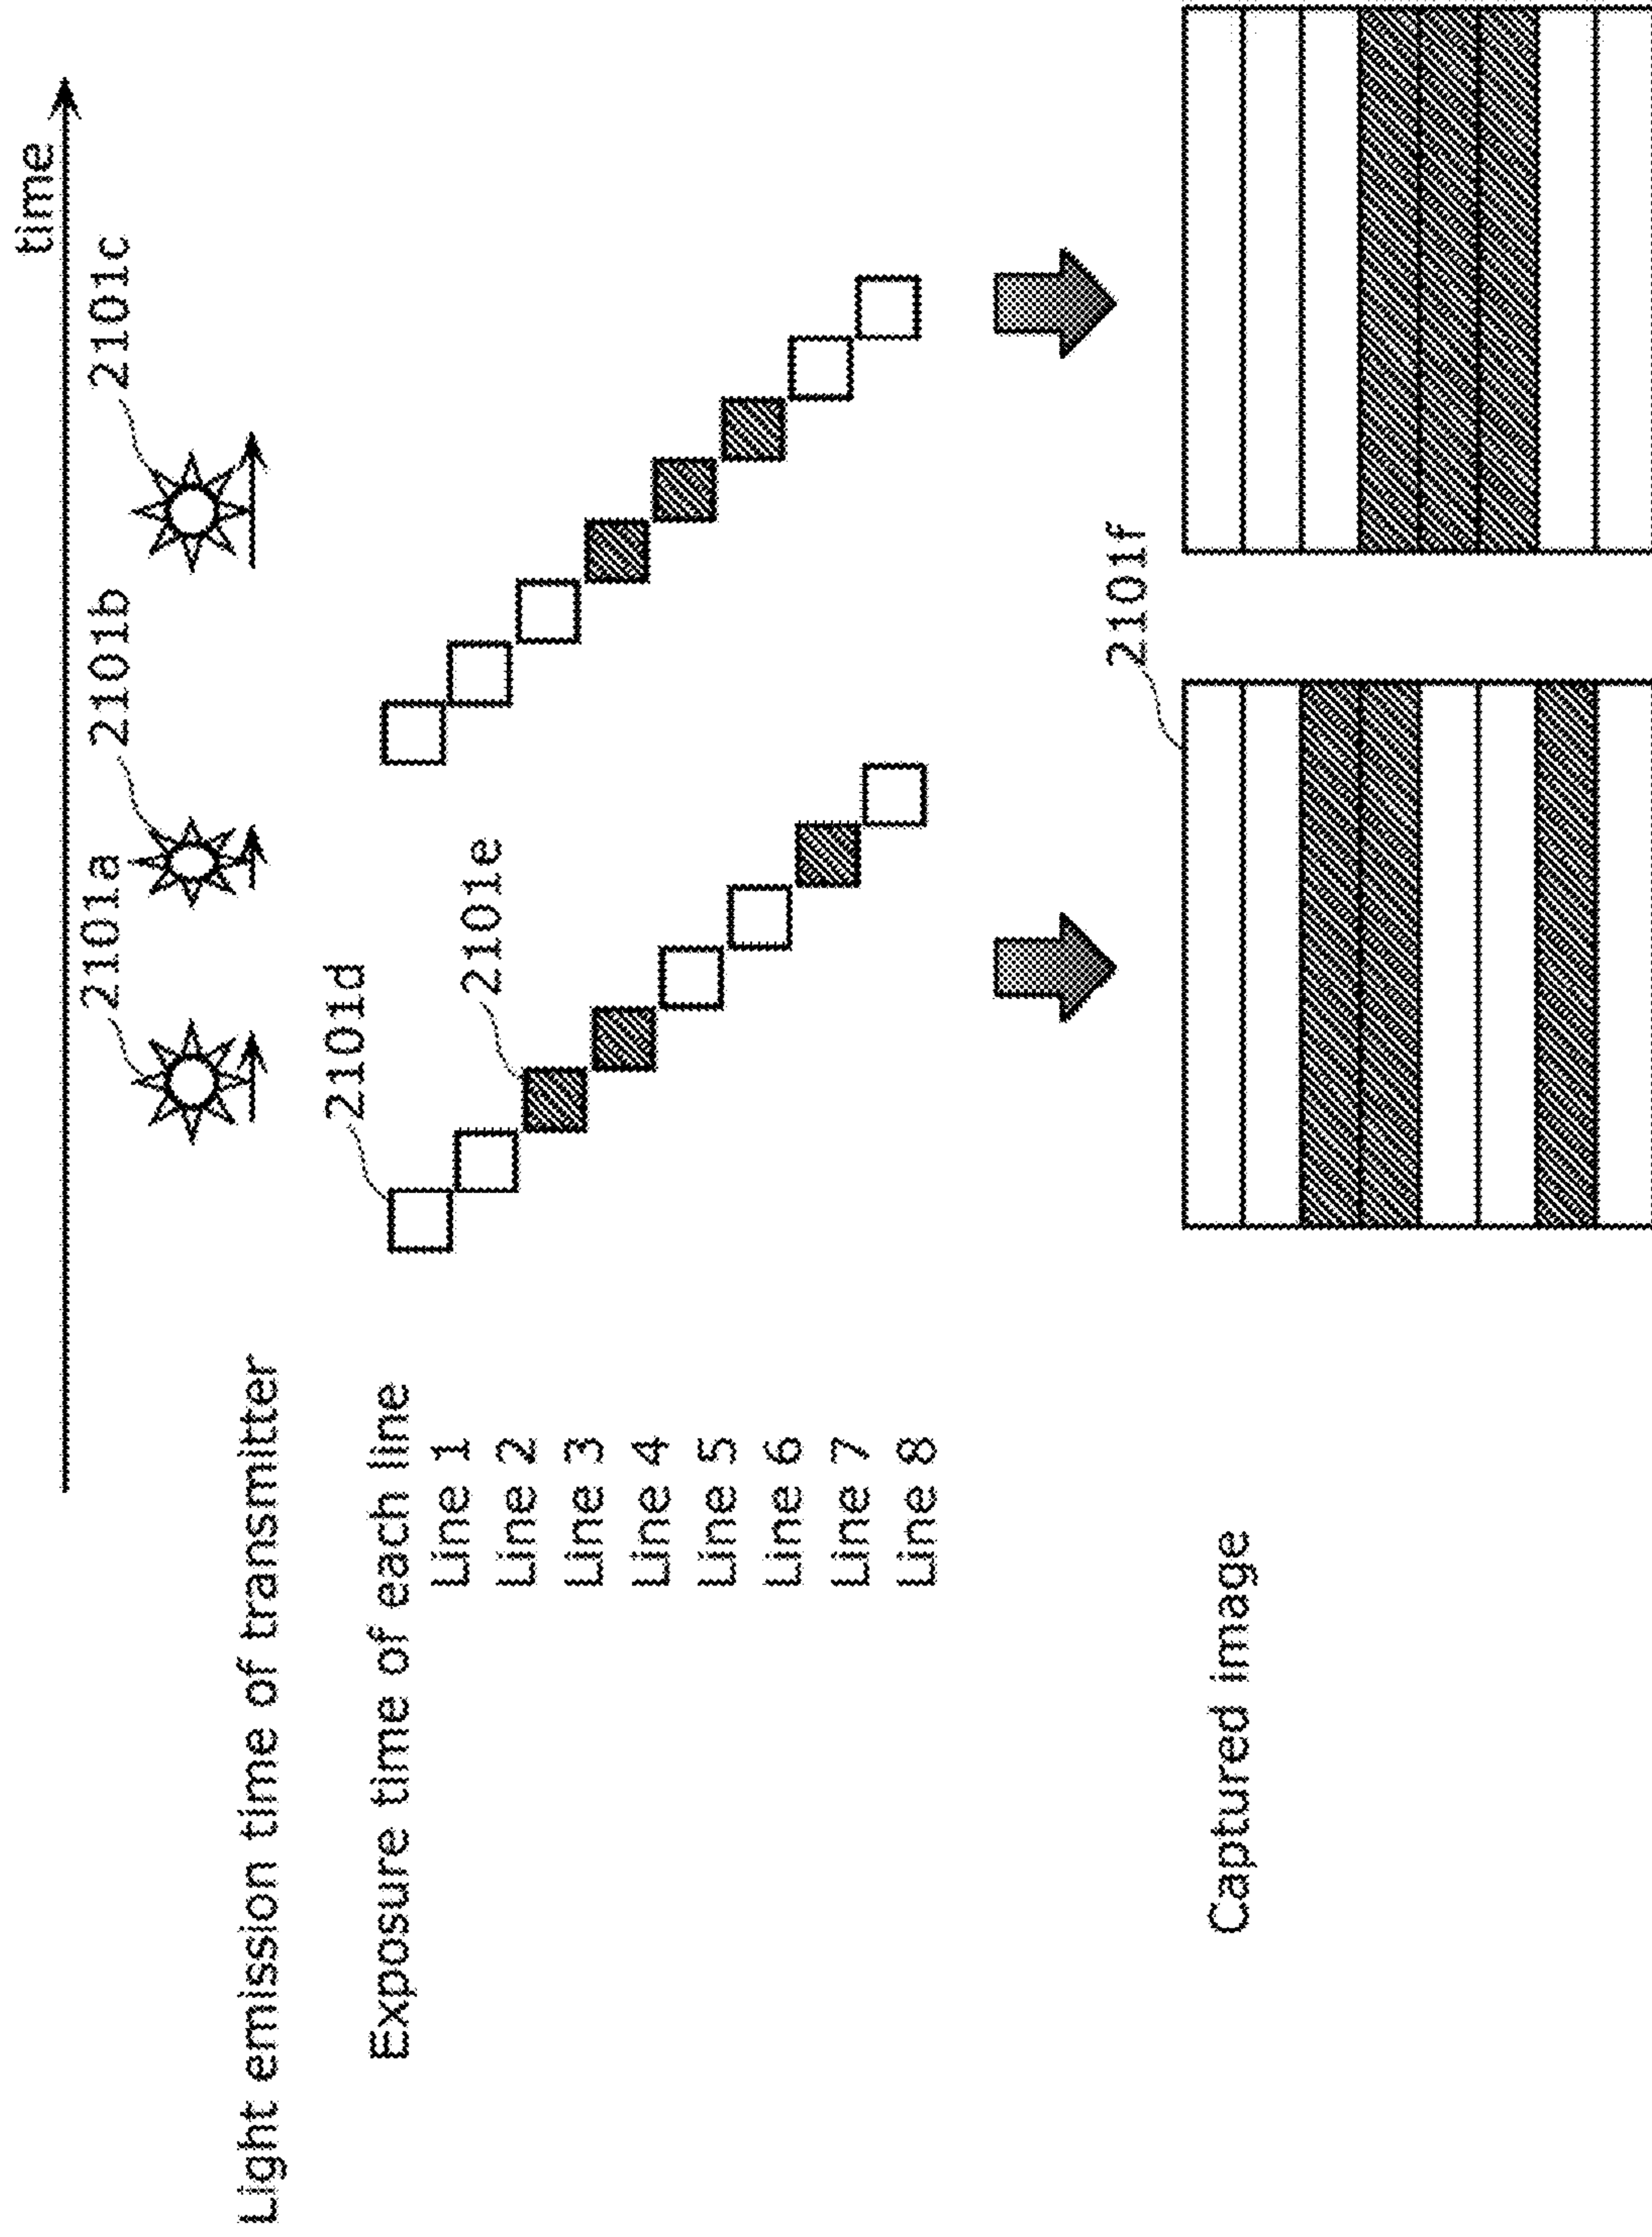 time
2101a
2101b
2101c
Light emission time of transmitter
2101d
Exposure time of each line
2101e
Line 1
Line 2
Line 3
Line 4
Line 5
Line 6
Line 7
Line 8
2101f
Captured image